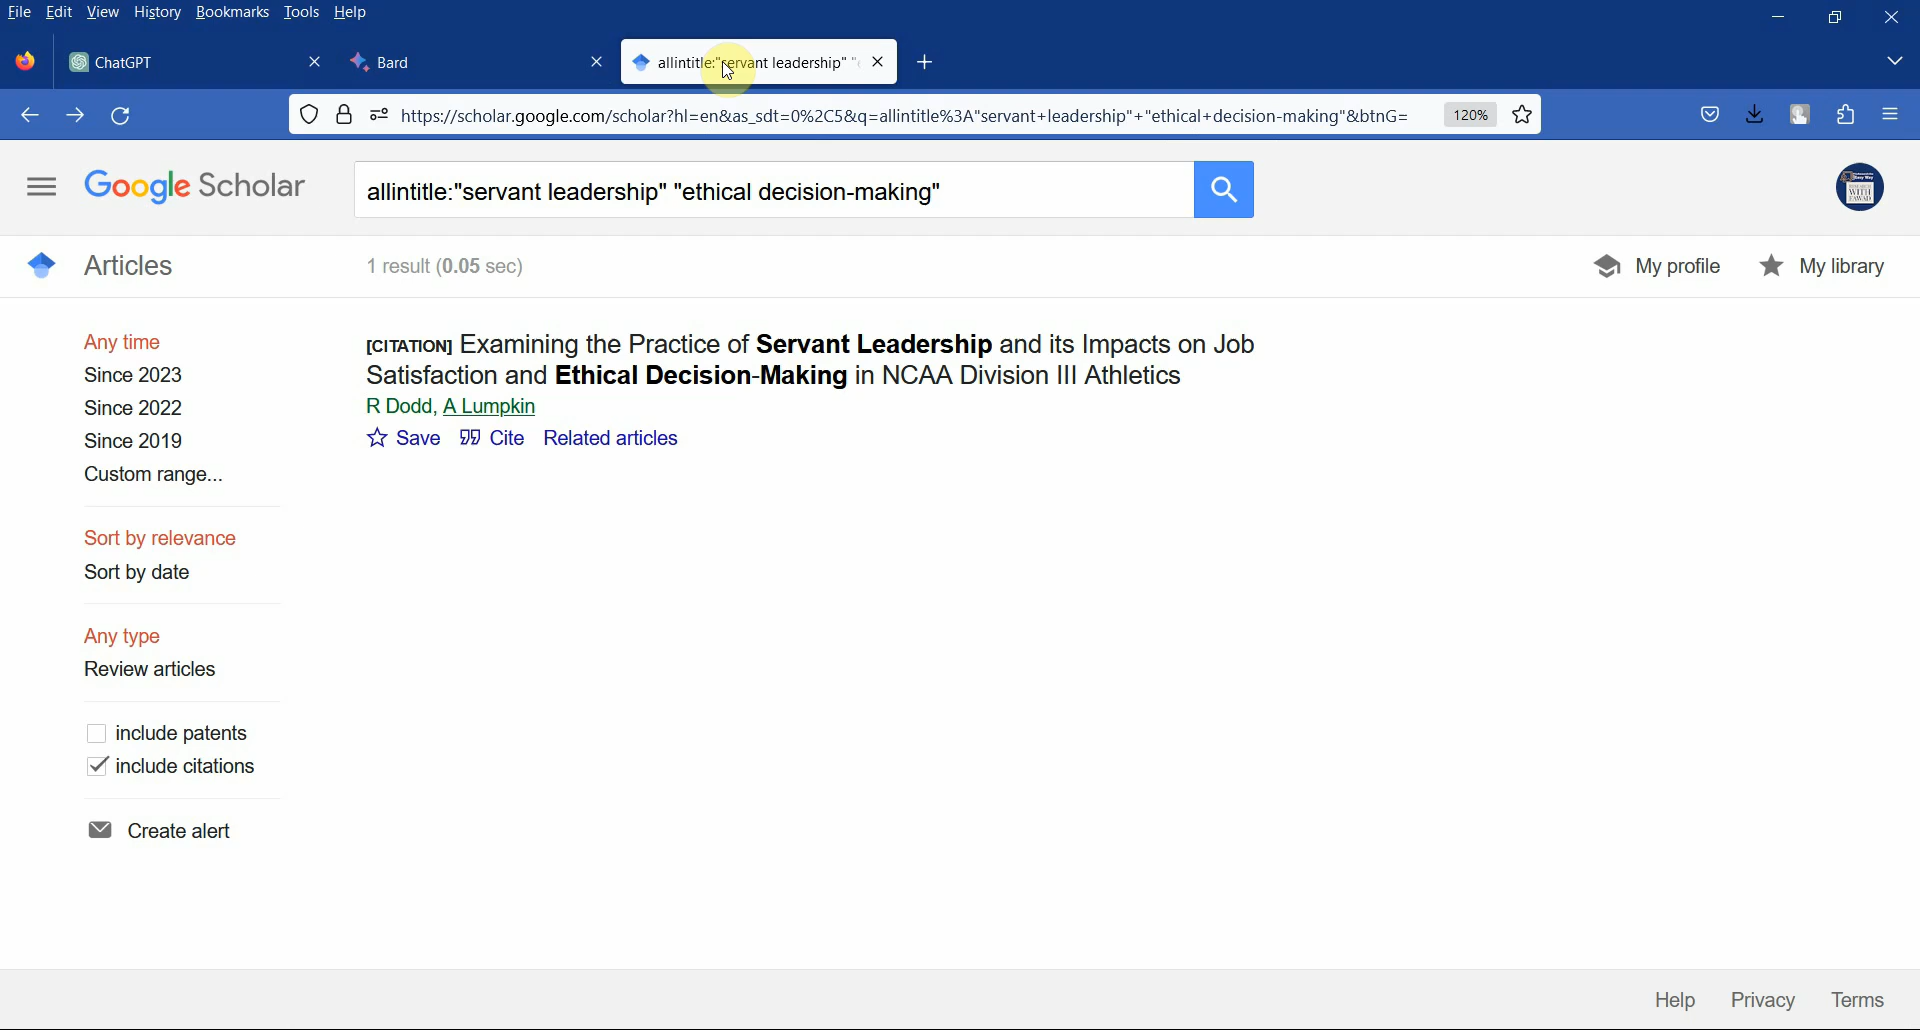 File Edit View History Bookmarks Tools Help
ChatGPT
Bard
allintitle:"servant leadership"
https://scholar.google.com/scholar?hl=en&as_sdt=0%2C5&q=allintitle%3A"servant+leadership"+"ethical+decision-making"&btnG=
120%
Google Scholar
allintitle:"servant leadership" "ethical decision-making"
Articles
1 result (0.05 sec)
My profile
My library
Any time
Since 2023
Since 2022
Since 2019
Custom range...
Sort by relevance
Sort by date
Any type
Review articles
include patents
include citations
Create alert
[CITATION] Examining the Practice of Servant Leadership and its Impacts on Job
Satisfaction and Ethical Decision-Making in NCAA Division III Athletics
R Dodd, A Lumpkin
Save Cite Related articles
Help Privacy Terms